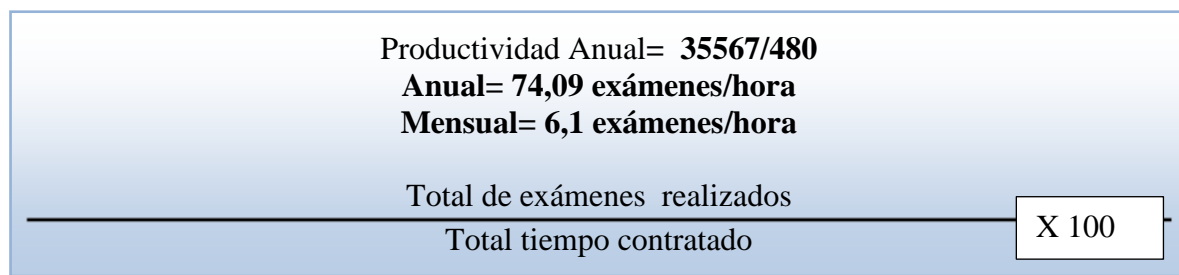 Productividad Anual= 35567/480
Anual= 74,09 exámenes/hora
Mensual= 6,1 exámenes/hora
Total de exámenes realizados
X 100
Total tiempo contratado